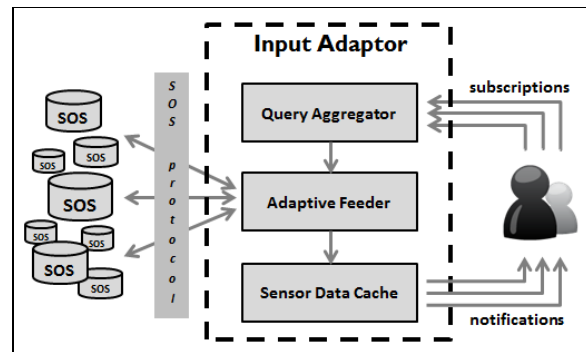 Input Adaptor
SOS protocol
subscriptions
SOS
Query Aggregator
SOS
SOS
SOS
Adaptive Feeder
SOS
SOS
SOS
SOS
Sensor Data Cache
notifications